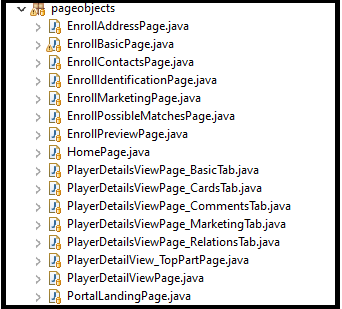 pageobjects
EnrollAddressPage.java
EnrollBasicPage.java
EnrollContactsPage.java
EnrollIdentificationPage.java
EnrollMarketingPage.java
EnrollPossibleMatchesPage.java
EnrollPreviewPage.java
HomePage.java
PlayerDetailsViewPage_BasicTab.java
PlayerDetailsViewPage_CardsTab.java
PlayerDetailsViewPage_CommentsTab.java
PlayerDetailsViewPage_MarketingTab.java
PlayerDetailsViewPage_RelationsTab.java
PlayerDetailView_TopPartPage.java
PlayerDetailViewPage.java
PortalLandingPage.java